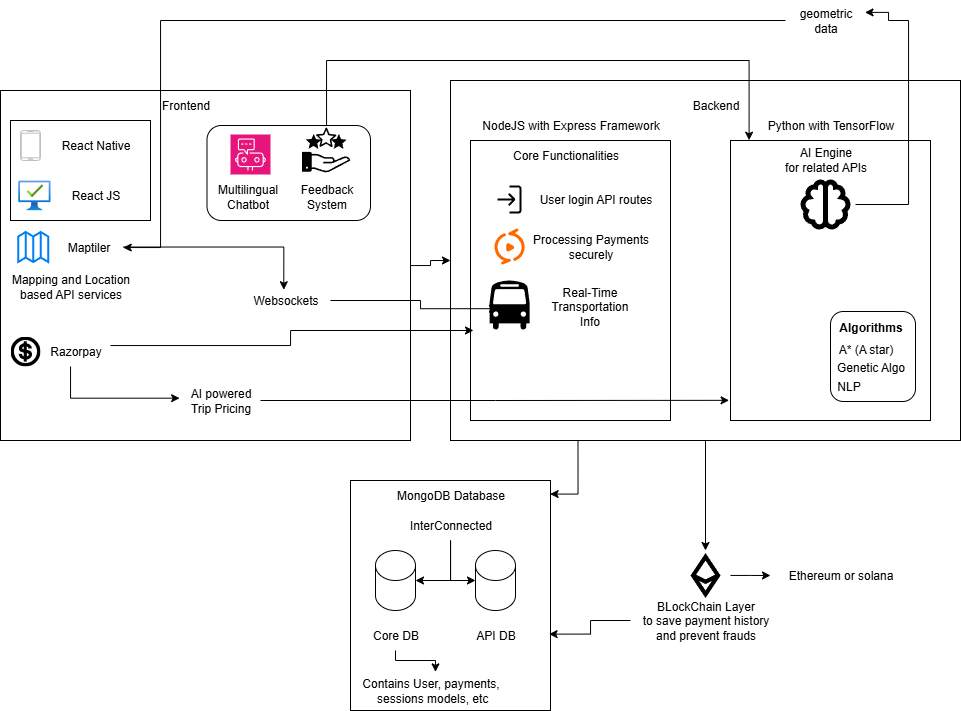 geometric
data
Frontend
Backend
React Native
React JS
Multilingual
Chatbot
Feedback
System
Maptiler
Mapping and Location
based API services
Websockets
Razorpay
AI powered
Trip Pricing
NodeJS with Express Framework
Core Functionalities
User login API routes
Processing Payments
securely
Real-Time
Transportation
Info
Python with TensorFlow
AI Engine
for related APIs
Algorithms
A* (A star)
Genetic Algo
NLP
MongoDB Database
InterConnected
Core DB
API DB
Contains User, payments,
sessions models, etc
Ethereum or solana
BLockChain Layer
to save payment history
and prevent frauds